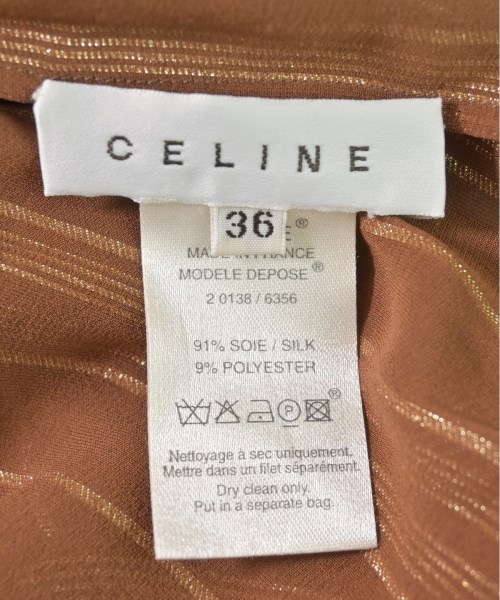 CELINE
36
E®
MADE IN FRANCE
MODELE DEPOSE®
2 0138 / 6356
91% SOIE / SILK
9% POLYESTER
P ®
Nettoyage à sec uniquement.
Mettre dans un filet séparément.
Dry clean only.
Put in a separate bag.